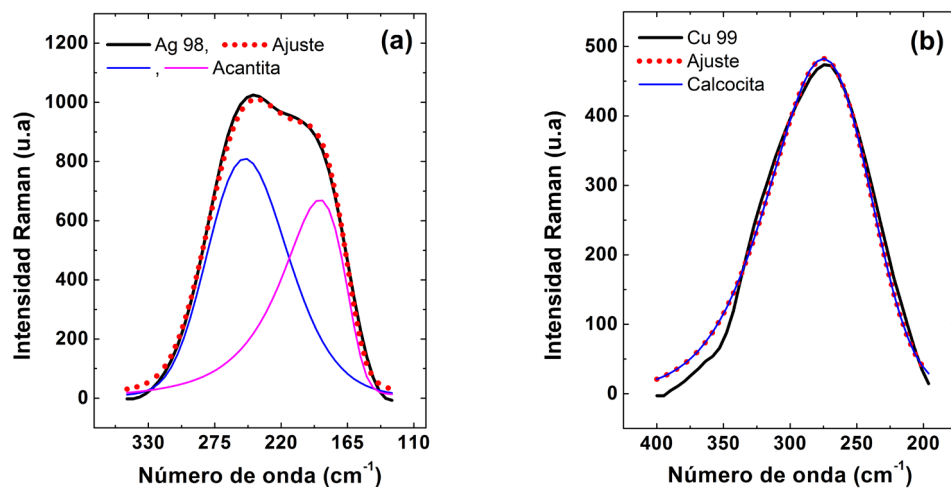 (a)
Ag 98, Ajuste
, Acantita
Intensidad Raman (u.a)
1200
1000
800
600
400
200
0
330 275 220 165 110
Número de onda (cm⁻¹)
(b)
Cu 99
Ajuste
Calcocita
Intensidad Raman (u.a)
500
400
300
200
100
0
400 350 300 250 200
Número de onda (cm⁻¹)